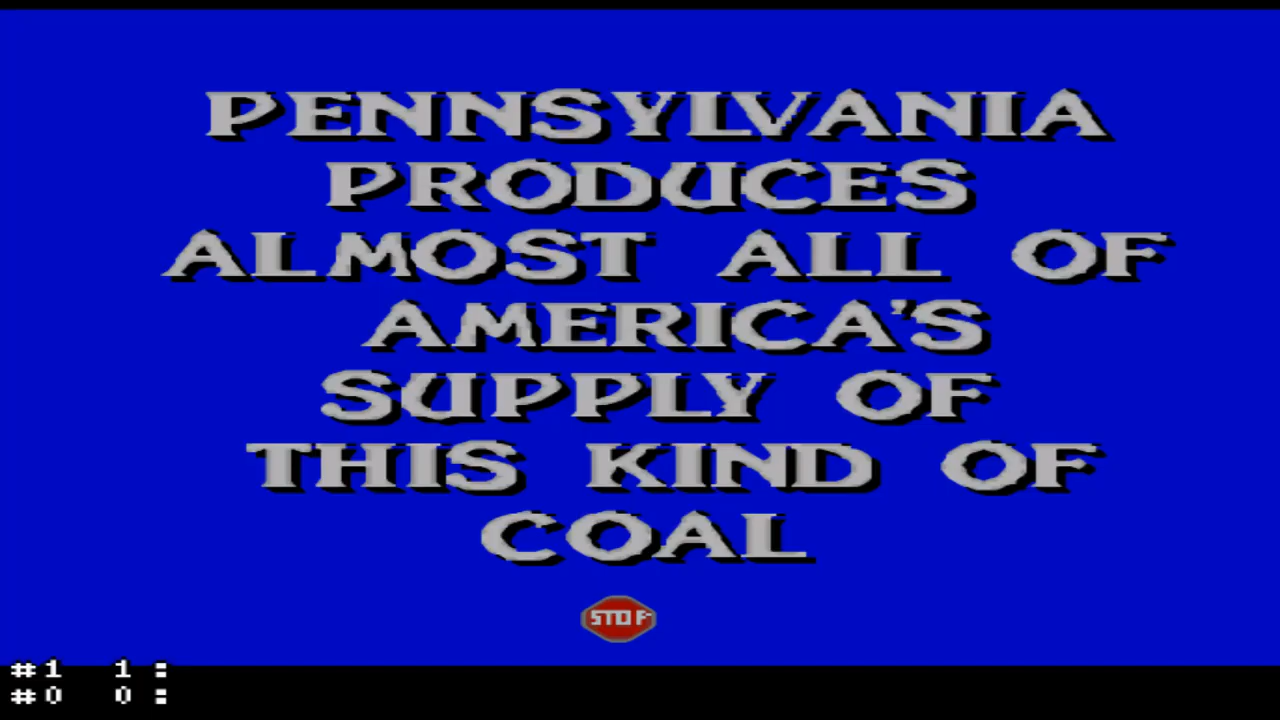 PENNSYLVANIA
PRODUCES
ALMOST ALL OF
AMERICA'S
SUPPLY OF
THIS KIND OF
COAL
STOP
#1 1 :
#0 0 :